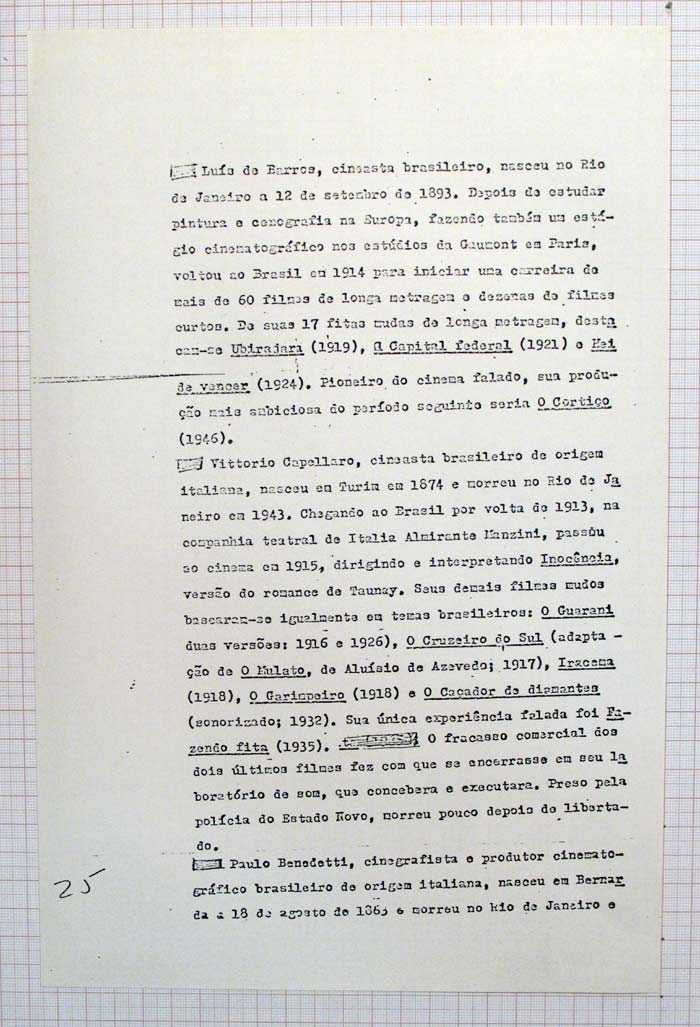 Luís de Barros, cineasta brasileiro, nasceu no Rio
de Janeiro a 12 de setembro de 1893. Depois de estudar
pintura e cenografia na Europa, fazendo também um está-
gio cinematográfico nos estúdios da Gaumont em Paris,
voltou ao Brasil em 1914 para iniciar uma carreira de
mais de 60 filmes de longa metragem e dezenas de filmes
curtos. De suas 17 fitas mudas de longa metragem, desta
cam-se Ubirajara (1919), A Capital federal (1921) e Hei
de vencer (1924). Pioneiro do cinema falado, sua produ-
ção mais ambiciosa do período seguinte seria O Cortiço
(1946).
Vittorio Capellaro, cineasta brasileiro de origem
italiana, nasceu em Turim em 1874 e morreu no Rio de Ja
neiro em 1943. Chegando ao Brasil por volta de 1913, na
companhia teatral de Italia Almirante Manzini, passou
ao cinema em 1915, dirigindo e interpretando Inocência,
versão do romance de Taunay. Seus demais filmes mudos
basearam-se igualmente em temas brasileiros: O Guarani
duas versões: 1916 e 1926), O Cruzeiro do Sul (adapta -
ção de O Mulato, de Aluísio de Azevedo; 1917), Iracema
(1918), O Garimpeiro (1918) e O Caçador de diamantes
(sonorizado; 1932). Sua única experiência falada foi Fa-
zendo fita (1935). O fracasso comercial dos
dois últimos filmes fez com que se encerrasse em seu la
boratório de som, que concebera e executara. Preso pela
polícia do Estado Novo, morreu pouco depois de liberta-
do.
Paulo Benedetti, cinegrafista e produtor cinemato-
gráfico brasileiro de origem italiana, nasceu em Bernar
da a 18 de agosto de e morreu no Rio de Janeiro e
25